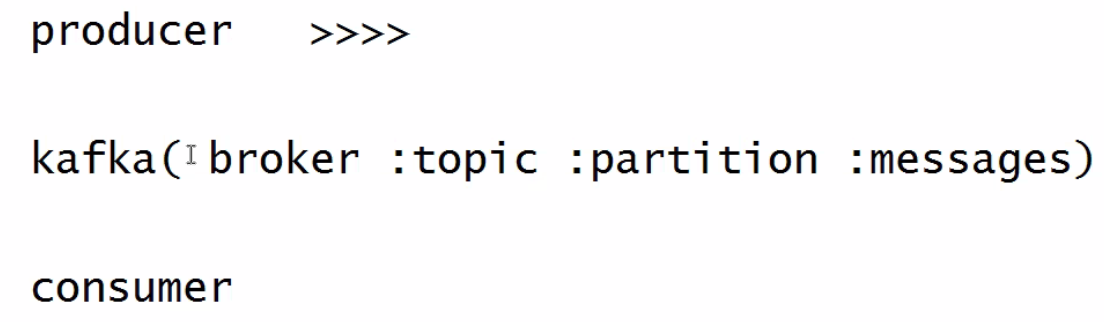 producer >>>>
kafka( broker :topic :partition :messages)
consumer